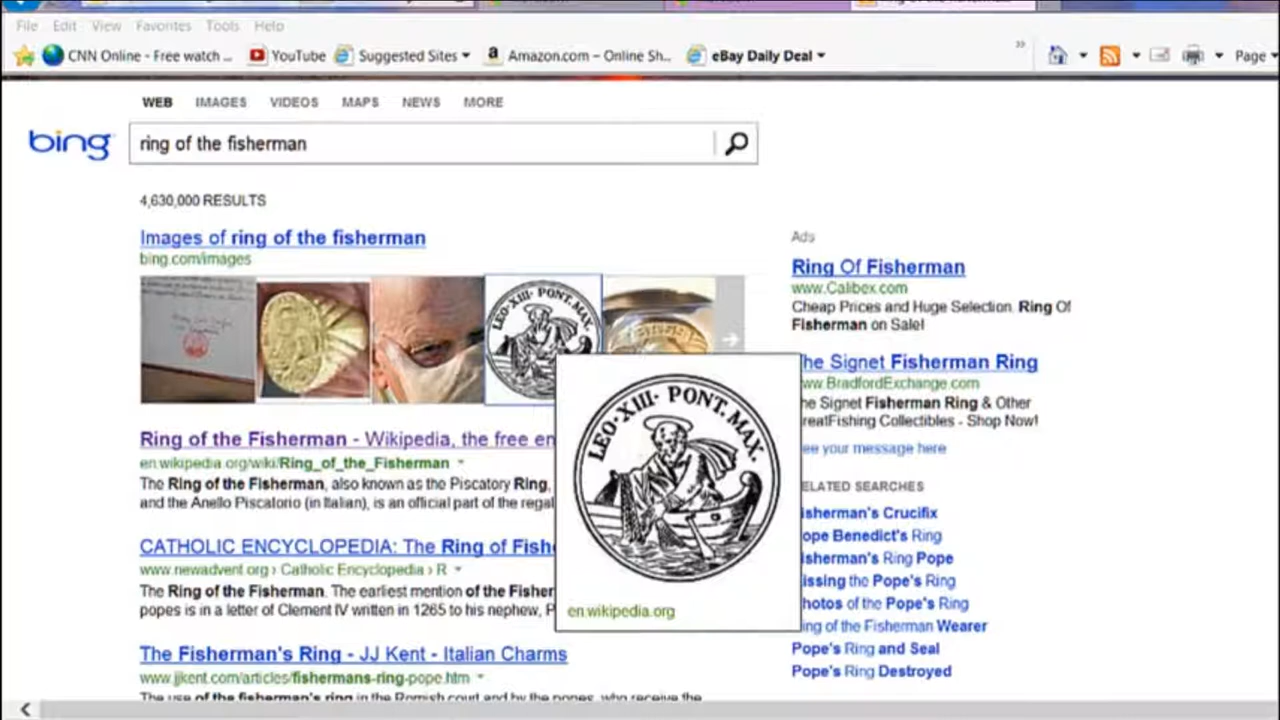 File Edit View Favorites Tools Help
CNN Online - Free watch ... YouTube Suggested Sites Amazon.com – Online Sh... eBay Daily Deal » Page
WEB IMAGES VIDEOS MAPS NEWS MORE
bing ring of the fisherman
4,630,000 RESULTS
Images of ring of the fisherman
bing.com/images
LEO·XIII· PONT. MAX.
LEO·XIII· PONT. MAX.
en.wikipedia.org
Ring of the Fisherman - Wikipedia, the free en
en.wikipedia.org/wiki/Ring_of_the_Fisherman
The Ring of the Fisherman, also known as the Piscatory Ring,
and the Anello Piscatorio (in Italian), is an official part of the regal
CATHOLIC ENCYCLOPEDIA: The Ring of Fish
www.newadvent.org › Catholic Encyclopedia › R
The Ring of the Fisherman. The earliest mention of the Fisher
popes is in a letter of Clement IV written in 1265 to his nephew, P
The Fisherman's Ring - JJ Kent - Italian Charms
www.jjkent.com/articles/fishermans-ring-pope.htm
The use of the fisherman's ring in the Romish court and by the popes, who receive the
Ads
Ring Of Fisherman
www.Calibex.com
Cheap Prices and Huge Selection. Ring Of
Fisherman on Sale!
he Signet Fisherman Ring
ww.BradfordExchange.com
he Signet Fisherman Ring & Other
reatFishing Collectibles - Shop Now!
ee your message here
ELATED SEARCHES
isherman's Crucifix
ope Benedict's Ring
isherman's Ring Pope
issing the Pope's Ring
hotos of the Pope's Ring
ing of the Fisherman Wearer
Pope's Ring and Seal
Pope's Ring Destroyed